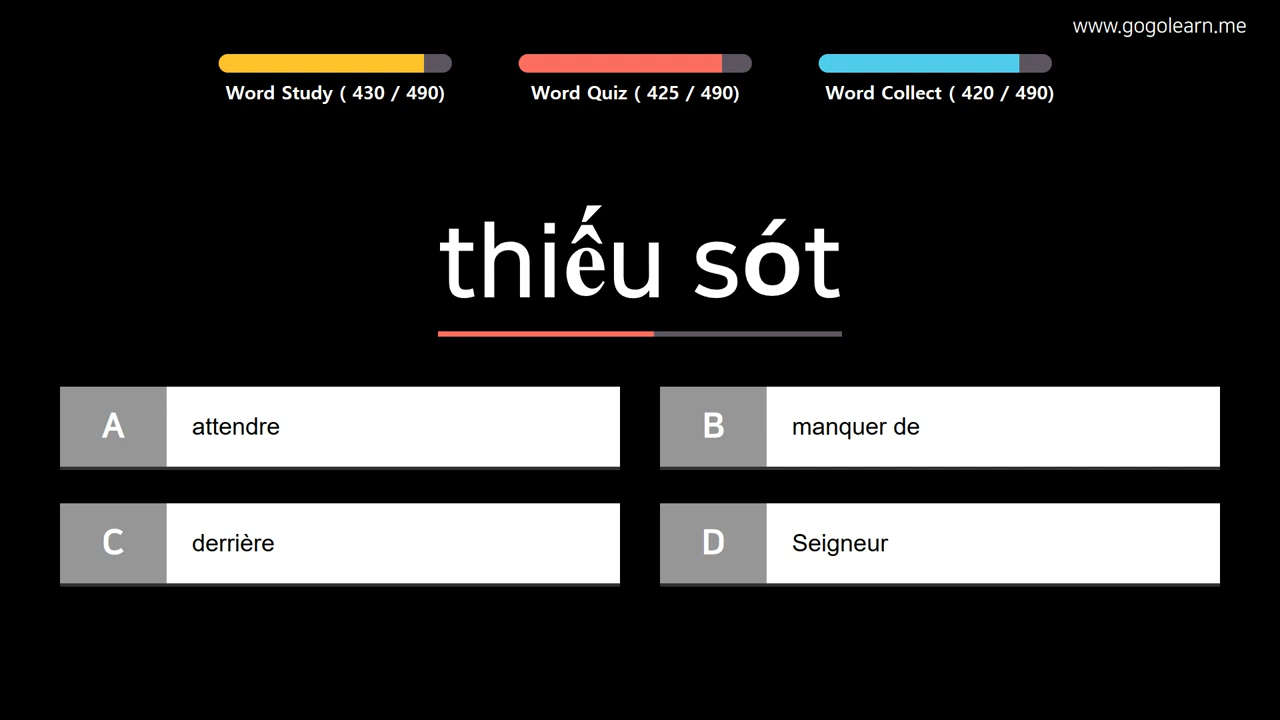 www.gogolearn.me
Word Study ( 430 / 490)
Word Quiz ( 425 / 490)
Word Collect ( 420 / 490)
thiếu sót
A attendre
B manquer de
C derrière
D Seigneur